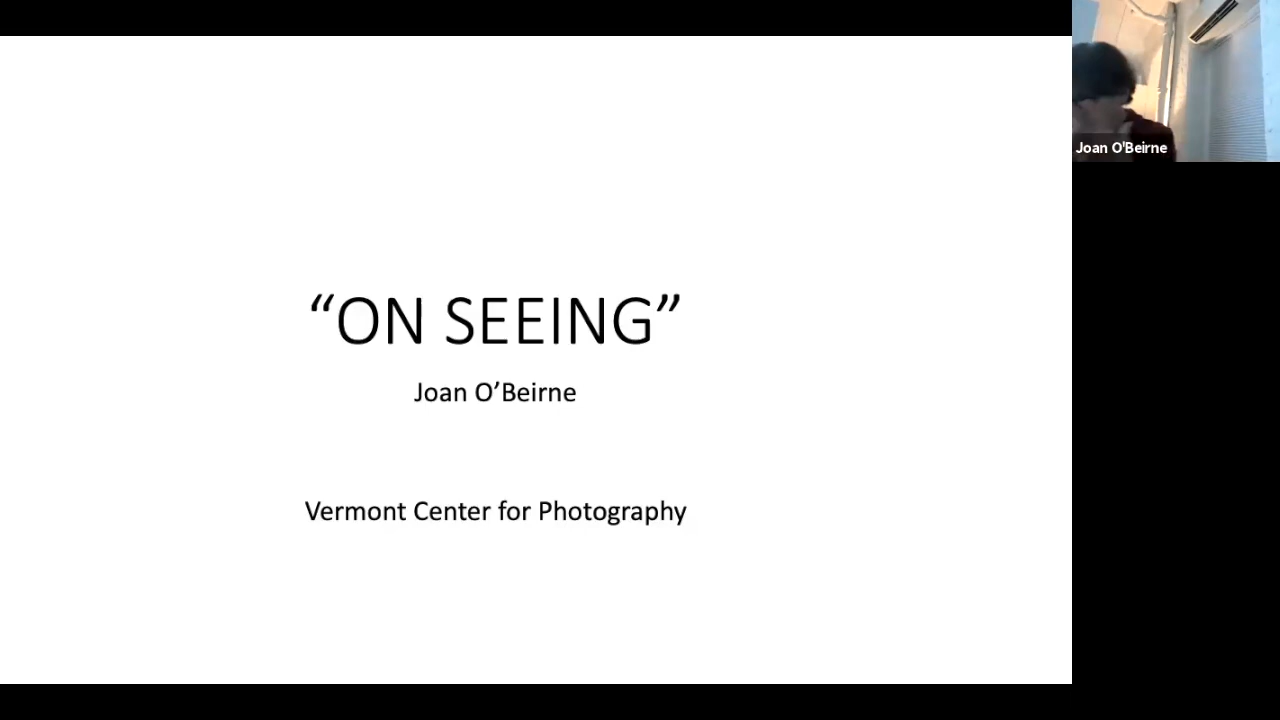 “ON SEEING”
Joan O’Beirne
Vermont Center for Photography
Joan O'Beirne